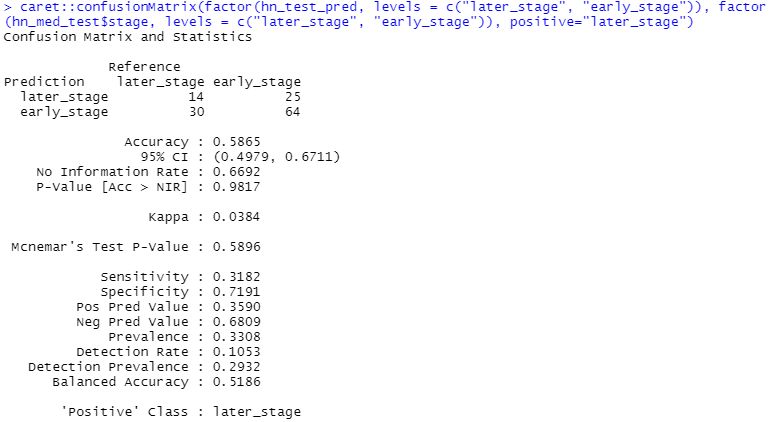 > caret::confusionMatrix(factor(hn_test_pred, levels = c("later_stage", "early_stage")), factor
(hn_med_test$stage, levels = c("later_stage", "early_stage")), positive="later_stage")
Confusion Matrix and Statistics
Reference
Prediction later_stage early_stage
later_stage 14 25
early_stage 30 64
Accuracy : 0.5865
95% CI : (0.4979, 0.6711)
No Information Rate : 0.6692
P-Value [Acc > NIR] : 0.9817
Kappa : 0.0384
Mcnemar's Test P-Value : 0.5896
Sensitivity : 0.3182
Specificity : 0.7191
Pos Pred Value : 0.3590
Neg Pred Value : 0.6809
Prevalence : 0.3308
Detection Rate : 0.1053
Detection Prevalence : 0.2932
Balanced Accuracy : 0.5186
'Positive' Class : later_stage